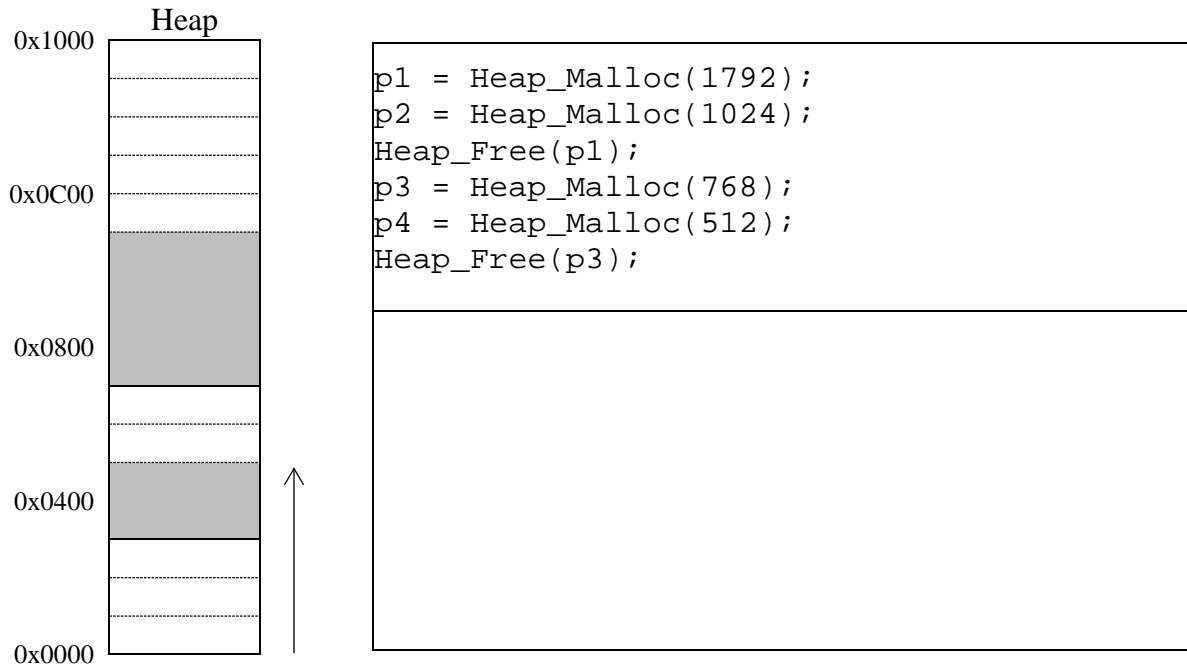 Heap
0x1000
0x0C00
0x0800
0x0400
0x0000
p1 = Heap_Malloc(1792);
p2 = Heap_Malloc(1024);
Heap_Free(p1);
p3 = Heap_Malloc(768);
p4 = Heap_Malloc(512);
Heap_Free(p3);